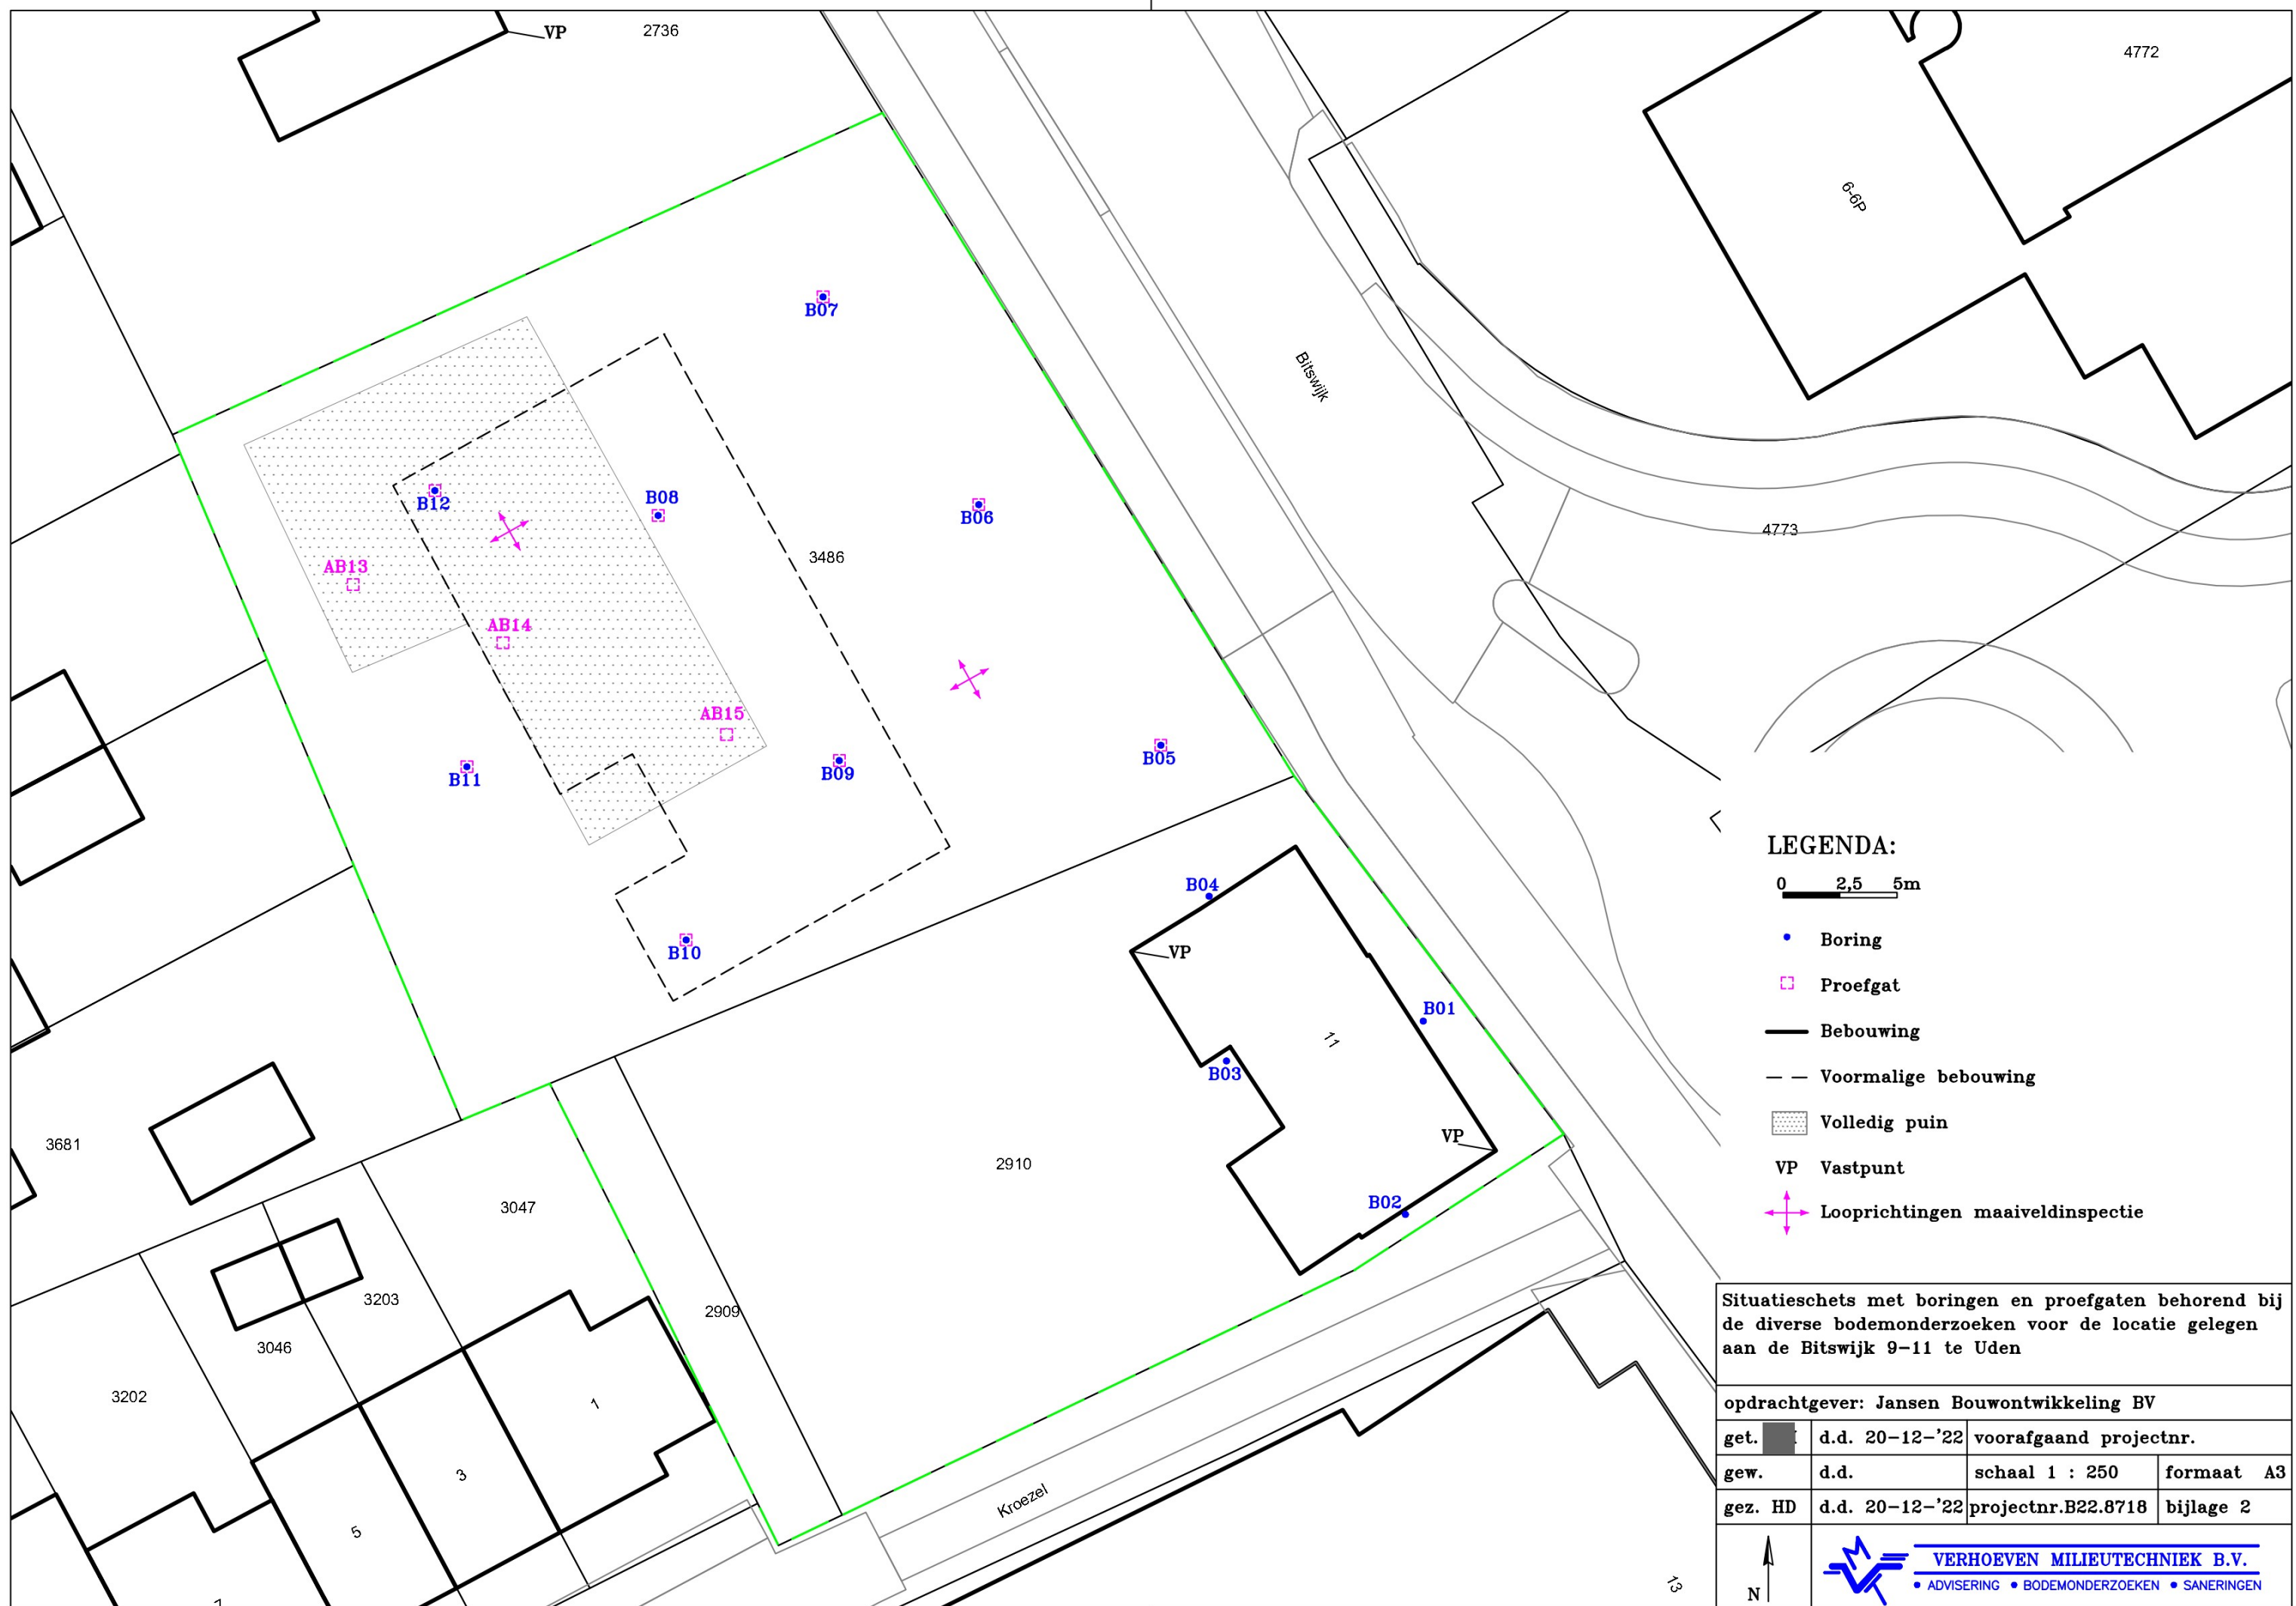 VP
2736
4772
6-6P
B07
Bitswijk
B12
B08
B06
4773
3486
AB13
AB14
AB15
B11
B09
B05
B04
B10
VP
B01
11
B03
3681
VP
2910
3047
B02
2909
3203
3046
3202
1
3
5
7
Kroezel
13
LEGENDA:
0 2,5 5m
Boring
Proefgat
Bebouwing
Voormalige bebouwing
Volledig puin
VP Vastpunt
Looprichtingen maaiveldinspectie
Situatieschets met boringen en proefgaten behorend bij
de diverse bodemonderzoeken voor de locatie gelegen
aan de Bitswijk 9-11 te Uden
opdrachtgever: Jansen Bouwontwikkeling BV
get. d.d. 20-12-'22 voorafgaand projectnr.
gew. d.d. schaal 1 : 250 formaat A3
gez. HD d.d. 20-12-'22 projectnr.B22.8718 bijlage 2
N
VERHOEVEN MILIEUTECHNIEK B.V.
• ADVISERING • BODEMONDERZOEKEN • SANERINGEN